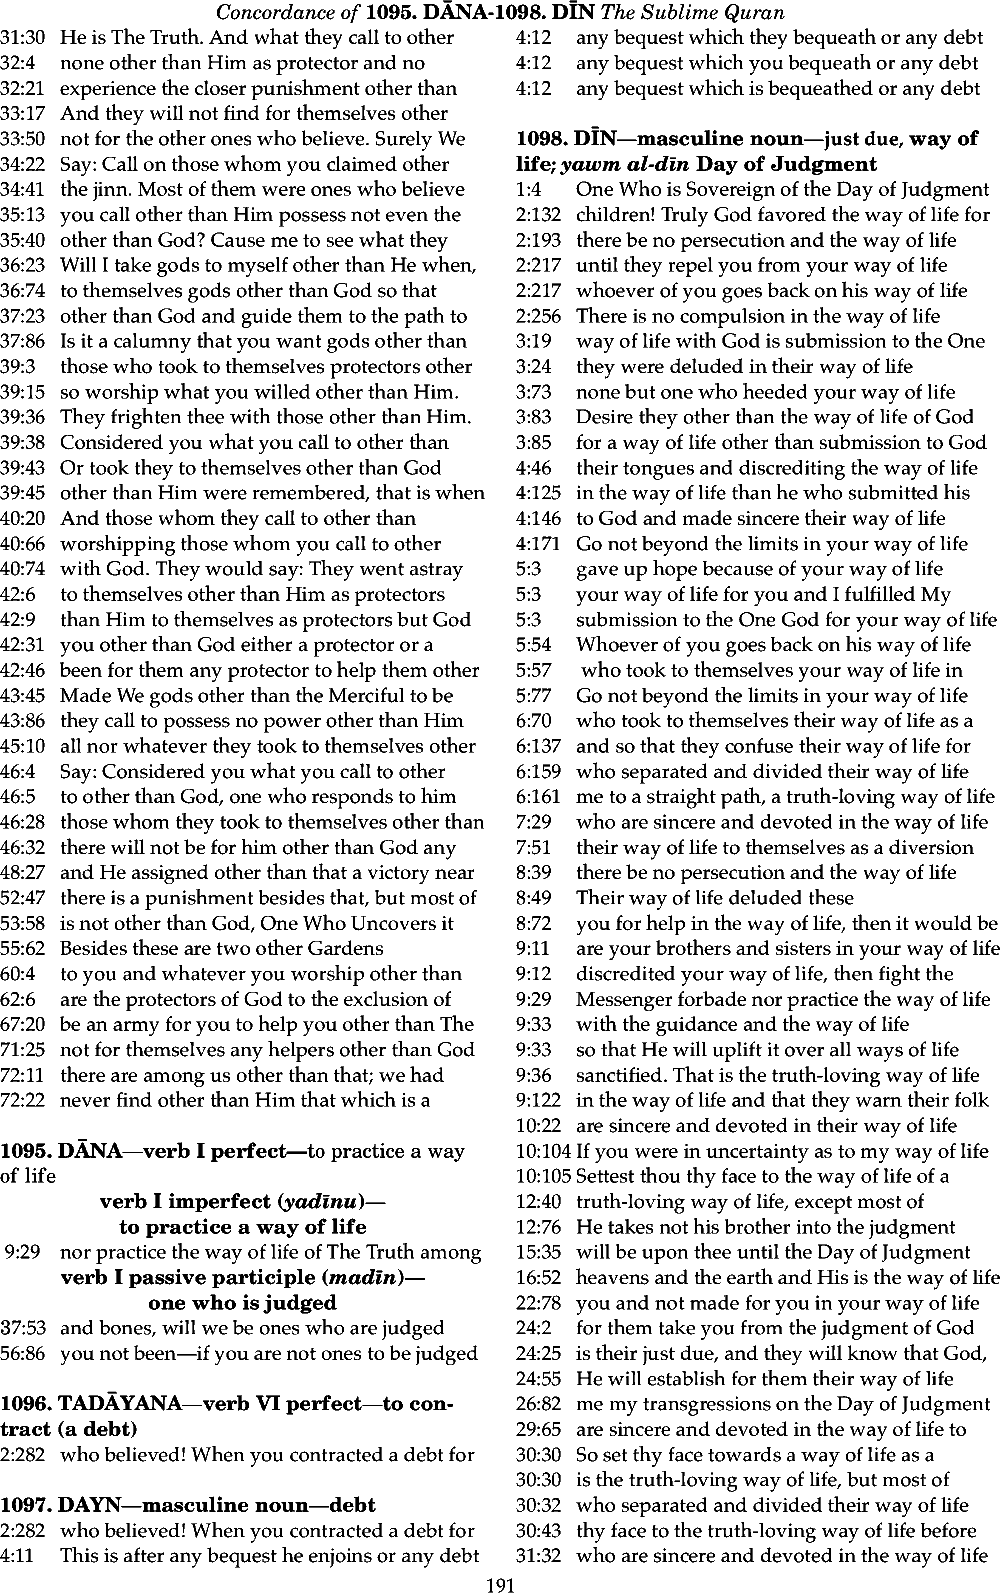 Concordance of 1095. DĀNA-1098. DĪN The Sublime Quran
31:30 He is The Truth. And what they call to other
32:4 none other than Him as protector and no
32:21 experience the closer punishment other than
33:17 And they will not find for themselves other
33:50 not for the other ones who believe. Surely We
34:22 Say: Call on those whom you claimed other
34:41 the jinn. Most of them were ones who believe
35:13 you call other than Him possess not even the
35:40 other than God? Cause me to see what they
36:23 Will I take gods to myself other than He when,
36:74 to themselves gods other than God so that
37:23 other than God and guide them to the path to
37:86 Is it a calumny that you want gods other than
39:3 those who took to themselves protectors other
39:15 so worship what you willed other than Him.
39:36 They frighten thee with those other than Him.
39:38 Considered you what you call to other than
39:43 Or took they to themselves other than God
39:45 other than Him were remembered, that is when
40:20 And those whom they call to other than
40:66 worshipping those whom you call to other
40:74 with God. They would say: They went astray
42:6 to themselves other than Him as protectors
42:9 than Him to themselves as protectors but God
42:31 you other than God either a protector or a
42:46 been for them any protector to help them other
43:45 Made We gods other than the Merciful to be
43:86 they call to possess no power other than Him
45:10 all nor whatever they took to themselves other
46:4 Say: Considered you what you call to other
46:5 to other than God, one who responds to him
46:28 those whom they took to themselves other than
46:32 there will not be for him other than God any
48:27 and He assigned other than that a victory near
52:47 there is a punishment besides that, but most of
53:58 is not other than God, One Who Uncovers it
55:62 Besides these are two other Gardens
60:4 to you and whatever you worship other than
62:6 are the protectors of God to the exclusion of
67:20 be an army for you to help you other than The
71:25 not for themselves any helpers other than God
72:11 there are among us other than that; we had
72:22 never find other than Him that which is a
1095. DĀNA—verb I perfect—to practice a way
of life
verb I imperfect (yadīnu)—
to practice a way of life
9:29 nor practice the way of life of The Truth among
verb I passive participle (madīn)—
one who is judged
37:53 and bones, will we be ones who are judged
56:86 you not been—if you are not ones to be judged
1096. TADĀYANA—verb VI perfect—to con-
tract (a debt)
2:282 who believed! When you contracted a debt for
1097. DAYN—masculine noun—debt
2:282 who believed! When you contracted a debt for
4:11 This is after any bequest he enjoins or any debt
4:12 any bequest which they bequeath or any debt
4:12 any bequest which you bequeath or any debt
4:12 any bequest which is bequeathed or any debt
1098. DĪN—masculine noun—just due, way of
life; yawm al-dīn Day of Judgment
1:4 One Who is Sovereign of the Day of Judgment
2:132 children! Truly God favored the way of life for
2:193 there be no persecution and the way of life
2:217 until they repel you from your way of life
2:217 whoever of you goes back on his way of life
2:256 There is no compulsion in the way of life
3:19 way of life with God is submission to the One
3:24 they were deluded in their way of life
3:73 none but one who heeded your way of life
3:83 Desire they other than the way of life of God
3:85 for a way of life other than submission to God
4:46 their tongues and discrediting the way of life
4:125 in the way of life than he who submitted his
4:146 to God and made sincere their way of life
4:171 Go not beyond the limits in your way of life
5:3 gave up hope because of your way of life
5:3 your way of life for you and I fulfilled My
5:3 submission to the One God for your way of life
5:54 Whoever of you goes back on his way of life
5:57 who took to themselves your way of life in
5:77 Go not beyond the limits in your way of life
6:70 who took to themselves their way of life as a
6:137 and so that they confuse their way of life for
6:159 who separated and divided their way of life
6:161 me to a straight path, a truth-loving way of life
7:29 who are sincere and devoted in the way of life
7:51 their way of life to themselves as a diversion
8:39 there be no persecution and the way of life
8:49 Their way of life deluded these
8:72 you for help in the way of life, then it would be
9:11 are your brothers and sisters in your way of life
9:12 discredited your way of life, then fight the
9:29 Messenger forbade nor practice the way of life
9:33 with the guidance and the way of life
9:33 so that He will uplift it over all ways of life
9:36 sanctified. That is the truth-loving way of life
9:122 in the way of life and that they warn their folk
10:22 are sincere and devoted in their way of life
10:104 If you were in uncertainty as to my way of life
10:105 Settest thou thy face to the way of life of a
12:40 truth-loving way of life, except most of
12:76 He takes not his brother into the judgment
15:35 will be upon thee until the Day of Judgment
16:52 heavens and the earth and His is the way of life
22:78 you and not made for you in your way of life
24:2 for them take you from the judgment of God
24:25 is their just due, and they will know that God,
24:55 He will establish for them their way of life
26:82 me my transgressions on the Day of Judgment
29:65 are sincere and devoted in the way of life to
30:30 So set thy face towards a way of life as a
30:30 is the truth-loving way of life, but most of
30:32 who separated and divided their way of life
30:43 thy face to the truth-loving way of life before
31:32 who are sincere and devoted in the way of life
191